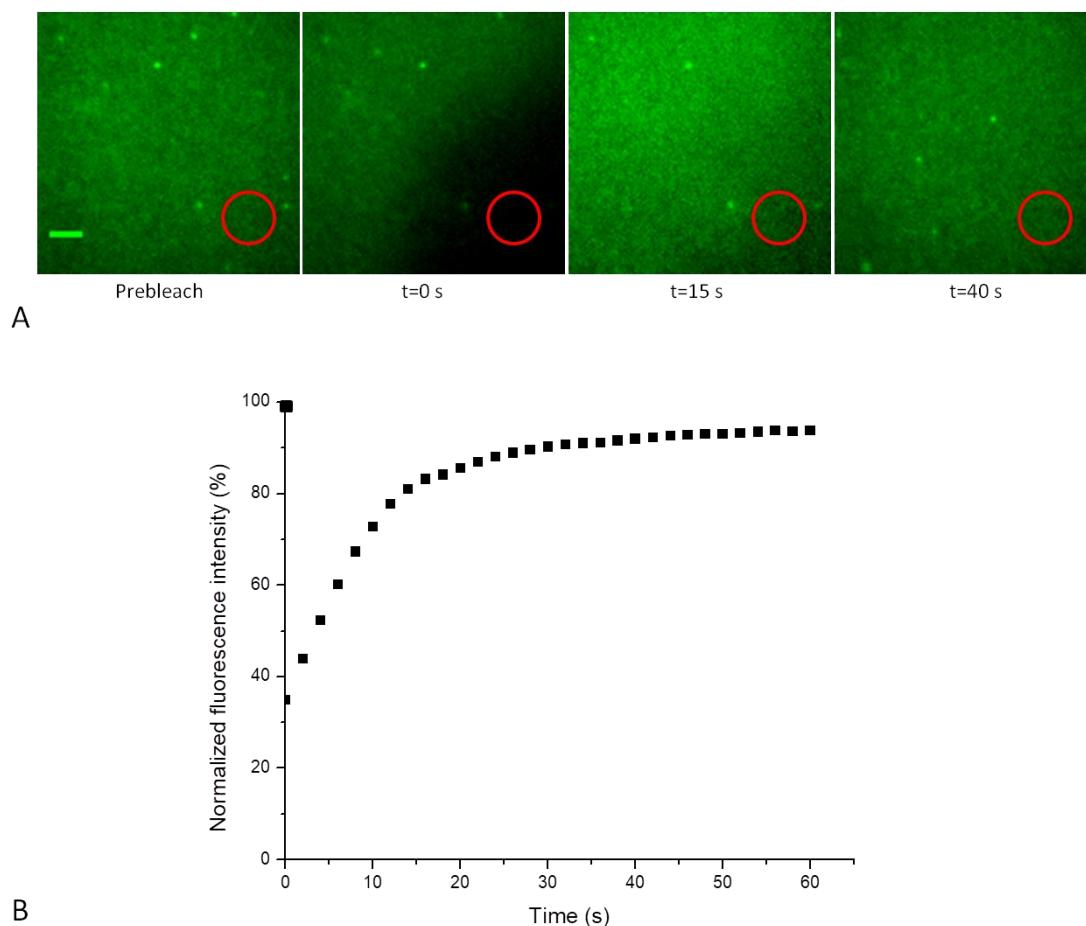 Prebleach
t=0 s
t=15 s
t=40 s
A
Normalized fluorescence intensity (%)
100
80
60
40
20
0
0
10
20
30
40
50
60
Time (s)
B